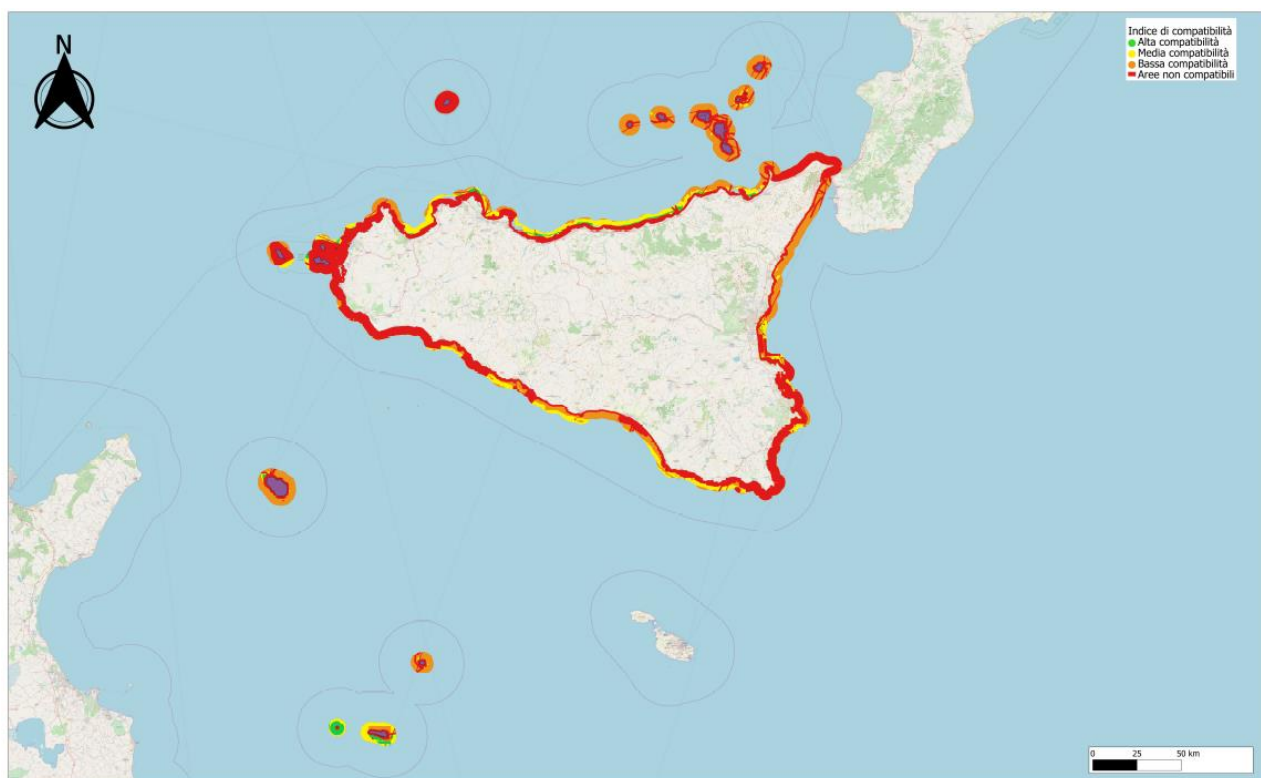 N
Indice di compatibilità
Alta compatibilità
Media compatibilità
Bassa compatibilità
Aree non compatibili
0 25 50 km